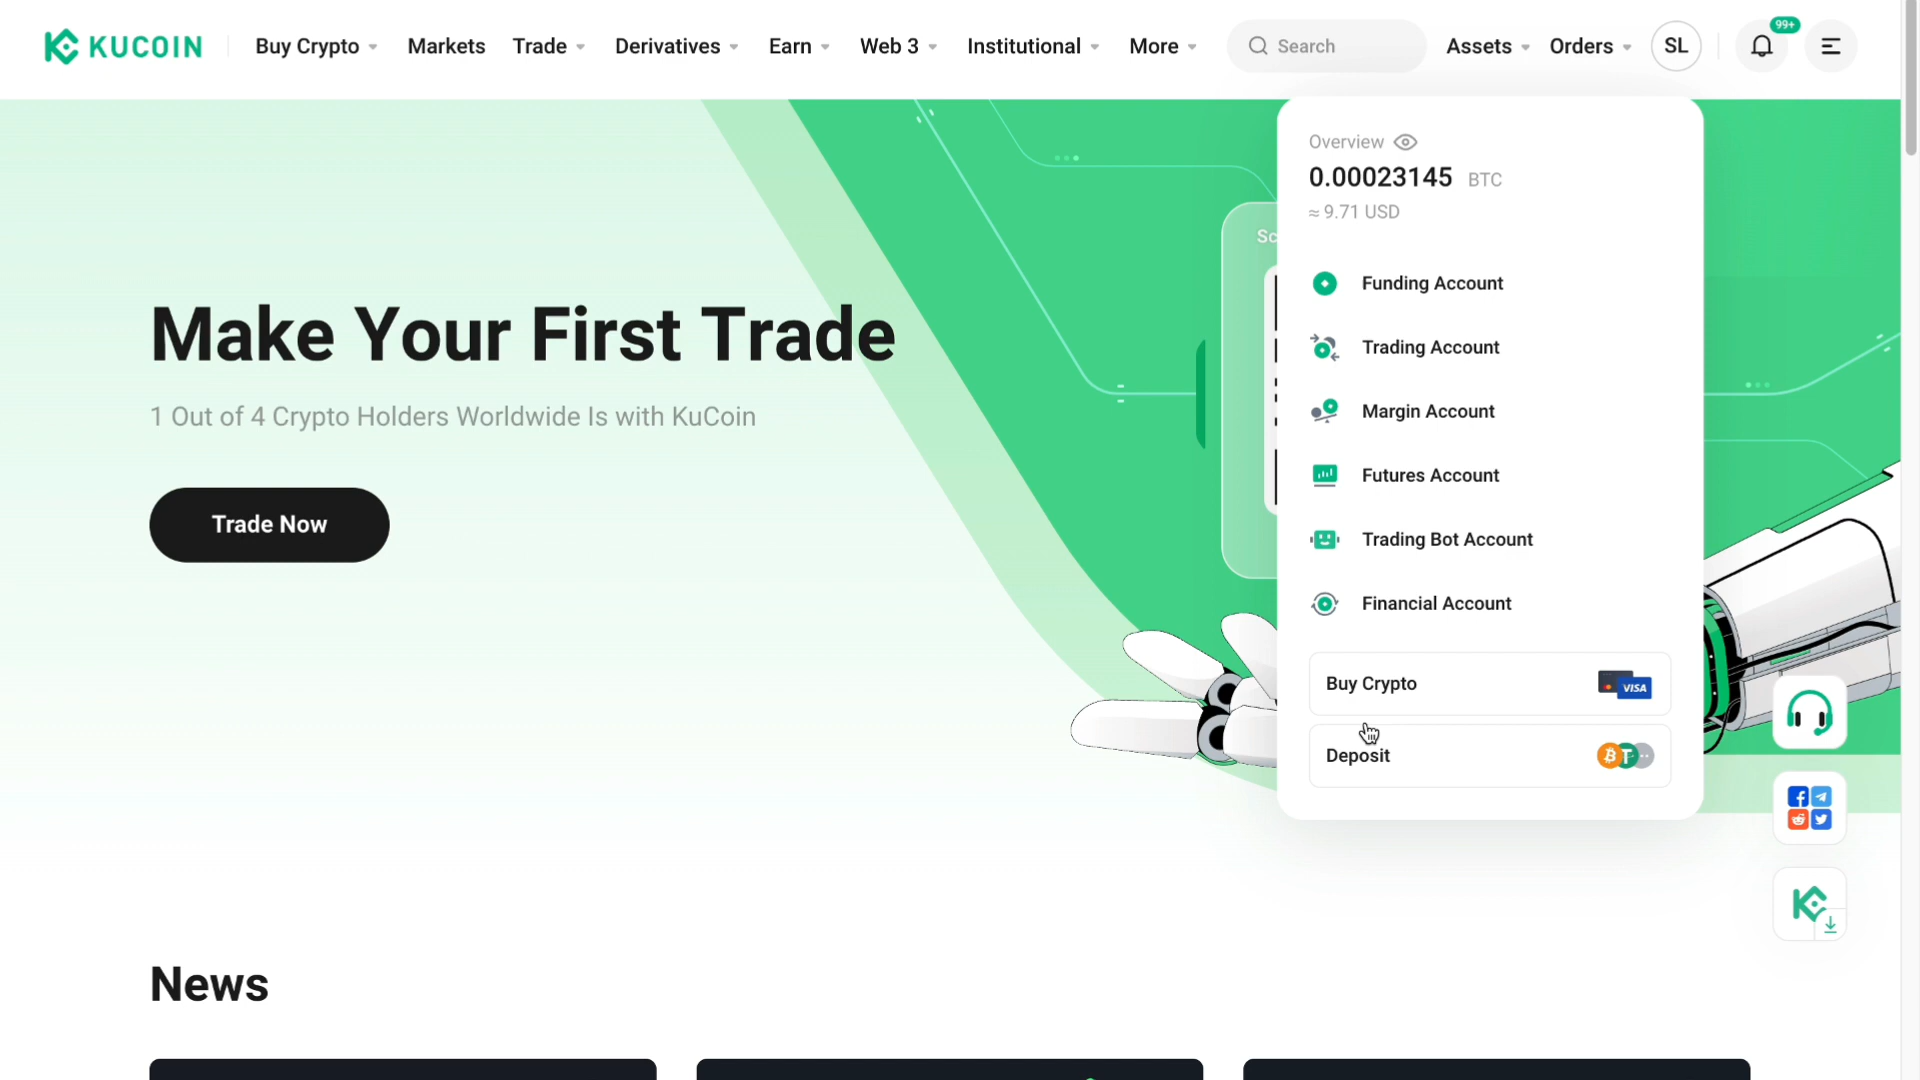 KUCOIN
Buy Crypto Markets Trade Derivatives Earn Web 3 Institutional More
Search
Assets Orders SL 99+
Overview
0.00023145 BTC
≈ 9.71 USD
Funding Account
Trading Account
Margin Account
Futures Account
Trading Bot Account
Financial Account
Buy Crypto VISA
Deposit
Sc
Make Your First Trade
1 Out of 4 Crypto Holders Worldwide Is with KuCoin
Trade Now
News